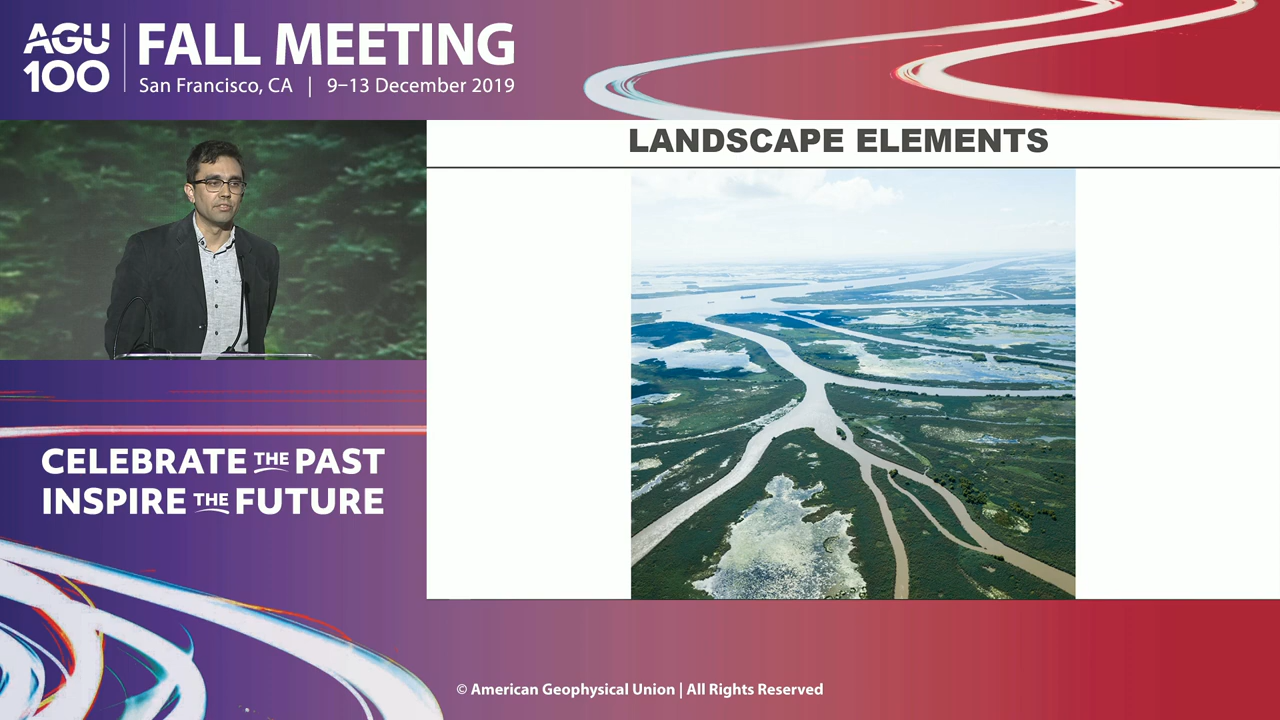 AGU
100
FALL MEETING
San Francisco, CA | 9–13 December 2019
LANDSCAPE ELEMENTS
CELEBRATE THE PAST
INSPIRE THE FUTURE
© American Geophysical Union | All Rights Reserved